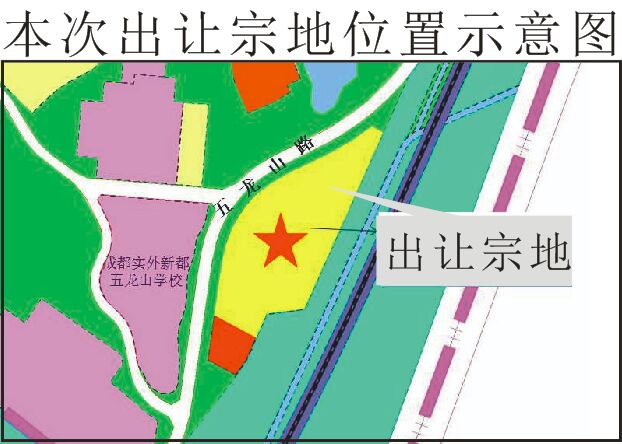 本次出让宗地位置示意图
五龙山路
出让宗地
成都实外新都
五龙山学校